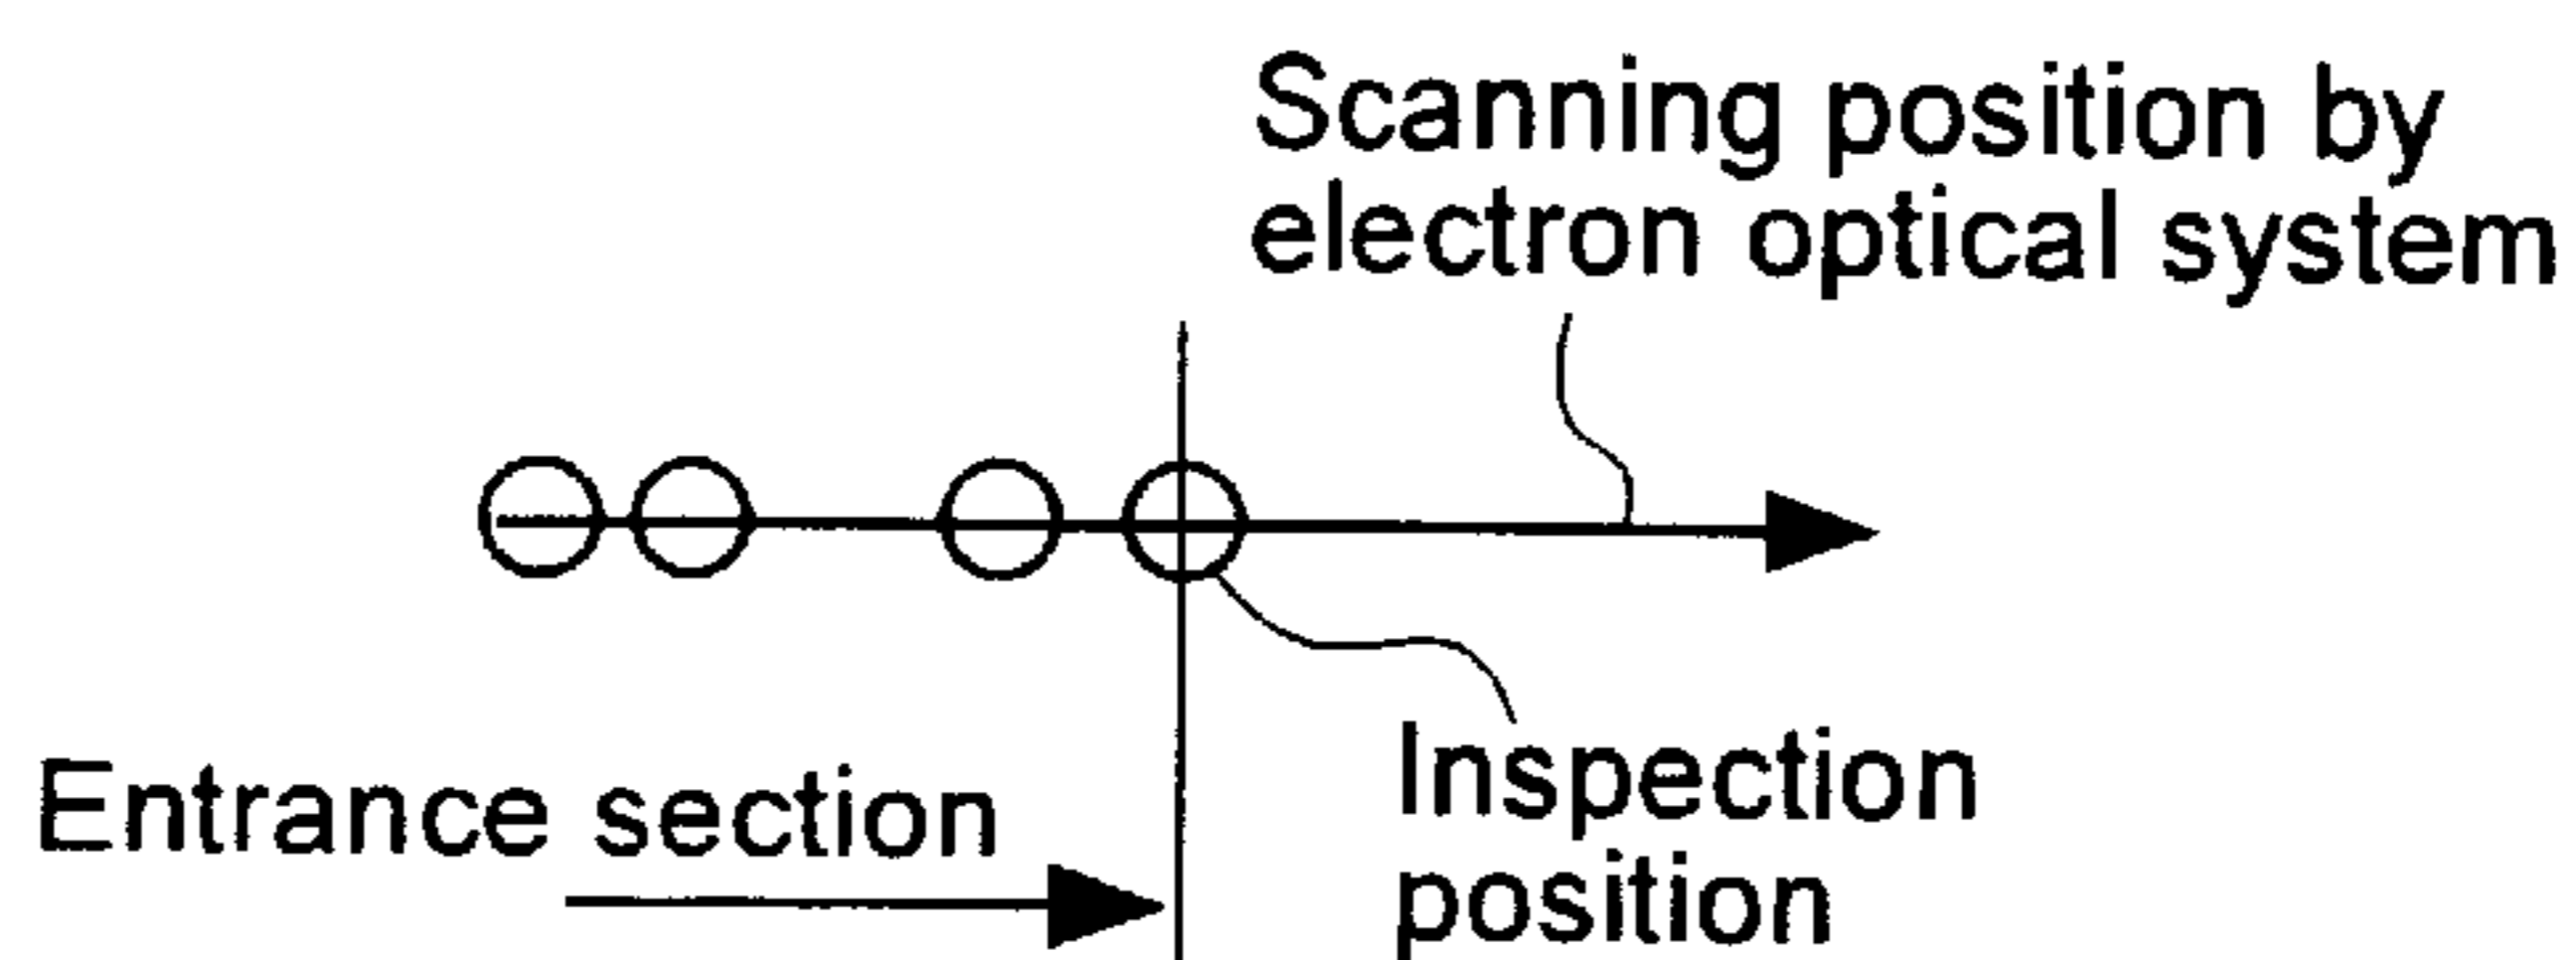 Scanning position by
electron optical system
Entrance section
Inspection
position